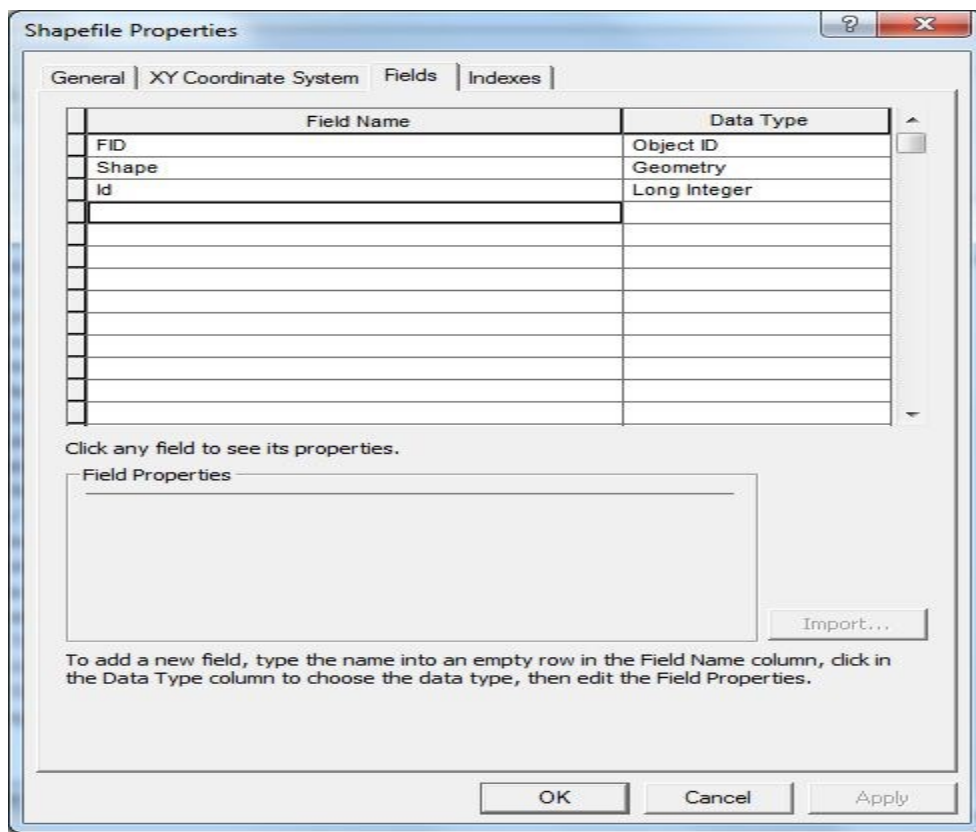 Shapefile Properties
General XY Coordinate System Fields Indexes
Field Name Data Type
FID Object ID
Shape Geometry
Id Long Integer
Click any field to see its properties.
Field Properties
Import...
To add a new field, type the name into an empty row in the Field Name column, click in
the Data Type column to choose the data type, then edit the Field Properties.
OK Cancel Apply